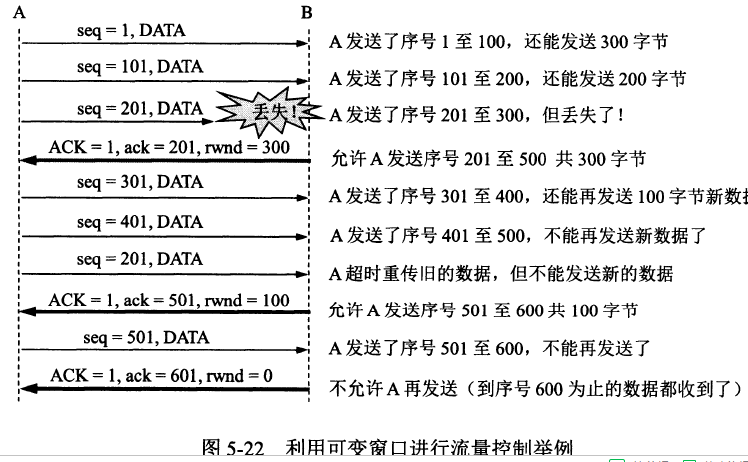 A B
seq = 1, DATA A 发送了序号 1 至 100，还能发送 300 字节
seq = 101, DATA A 发送了序号 101 至 200，还能发送 200 字节
seq = 201, DATA 丢失！ A 发送了序号 201 至 300，但丢失了！
ACK = 1, ack = 201, rwnd = 300 允许 A 发送序号 201 至 500 共 300 字节
seq = 301, DATA A 发送了序号 301 至 400，还能再发送 100 字节新数据
seq = 401, DATA A 发送了序号 401 至 500，不能再发送新数据了
seq = 201, DATA A 超时重传旧的数据，但不能发送新的数据
ACK = 1, ack = 501, rwnd = 100 允许 A 发送序号 501 至 600 共 100 字节
seq = 501, DATA A 发送了序号 501 至 600，不能再发送了
ACK = 1, ack = 601, rwnd = 0 不允许 A 再发送（到序号 600 为止的数据都收到了）
图 5-22 利用可变窗口进行流量控制举例